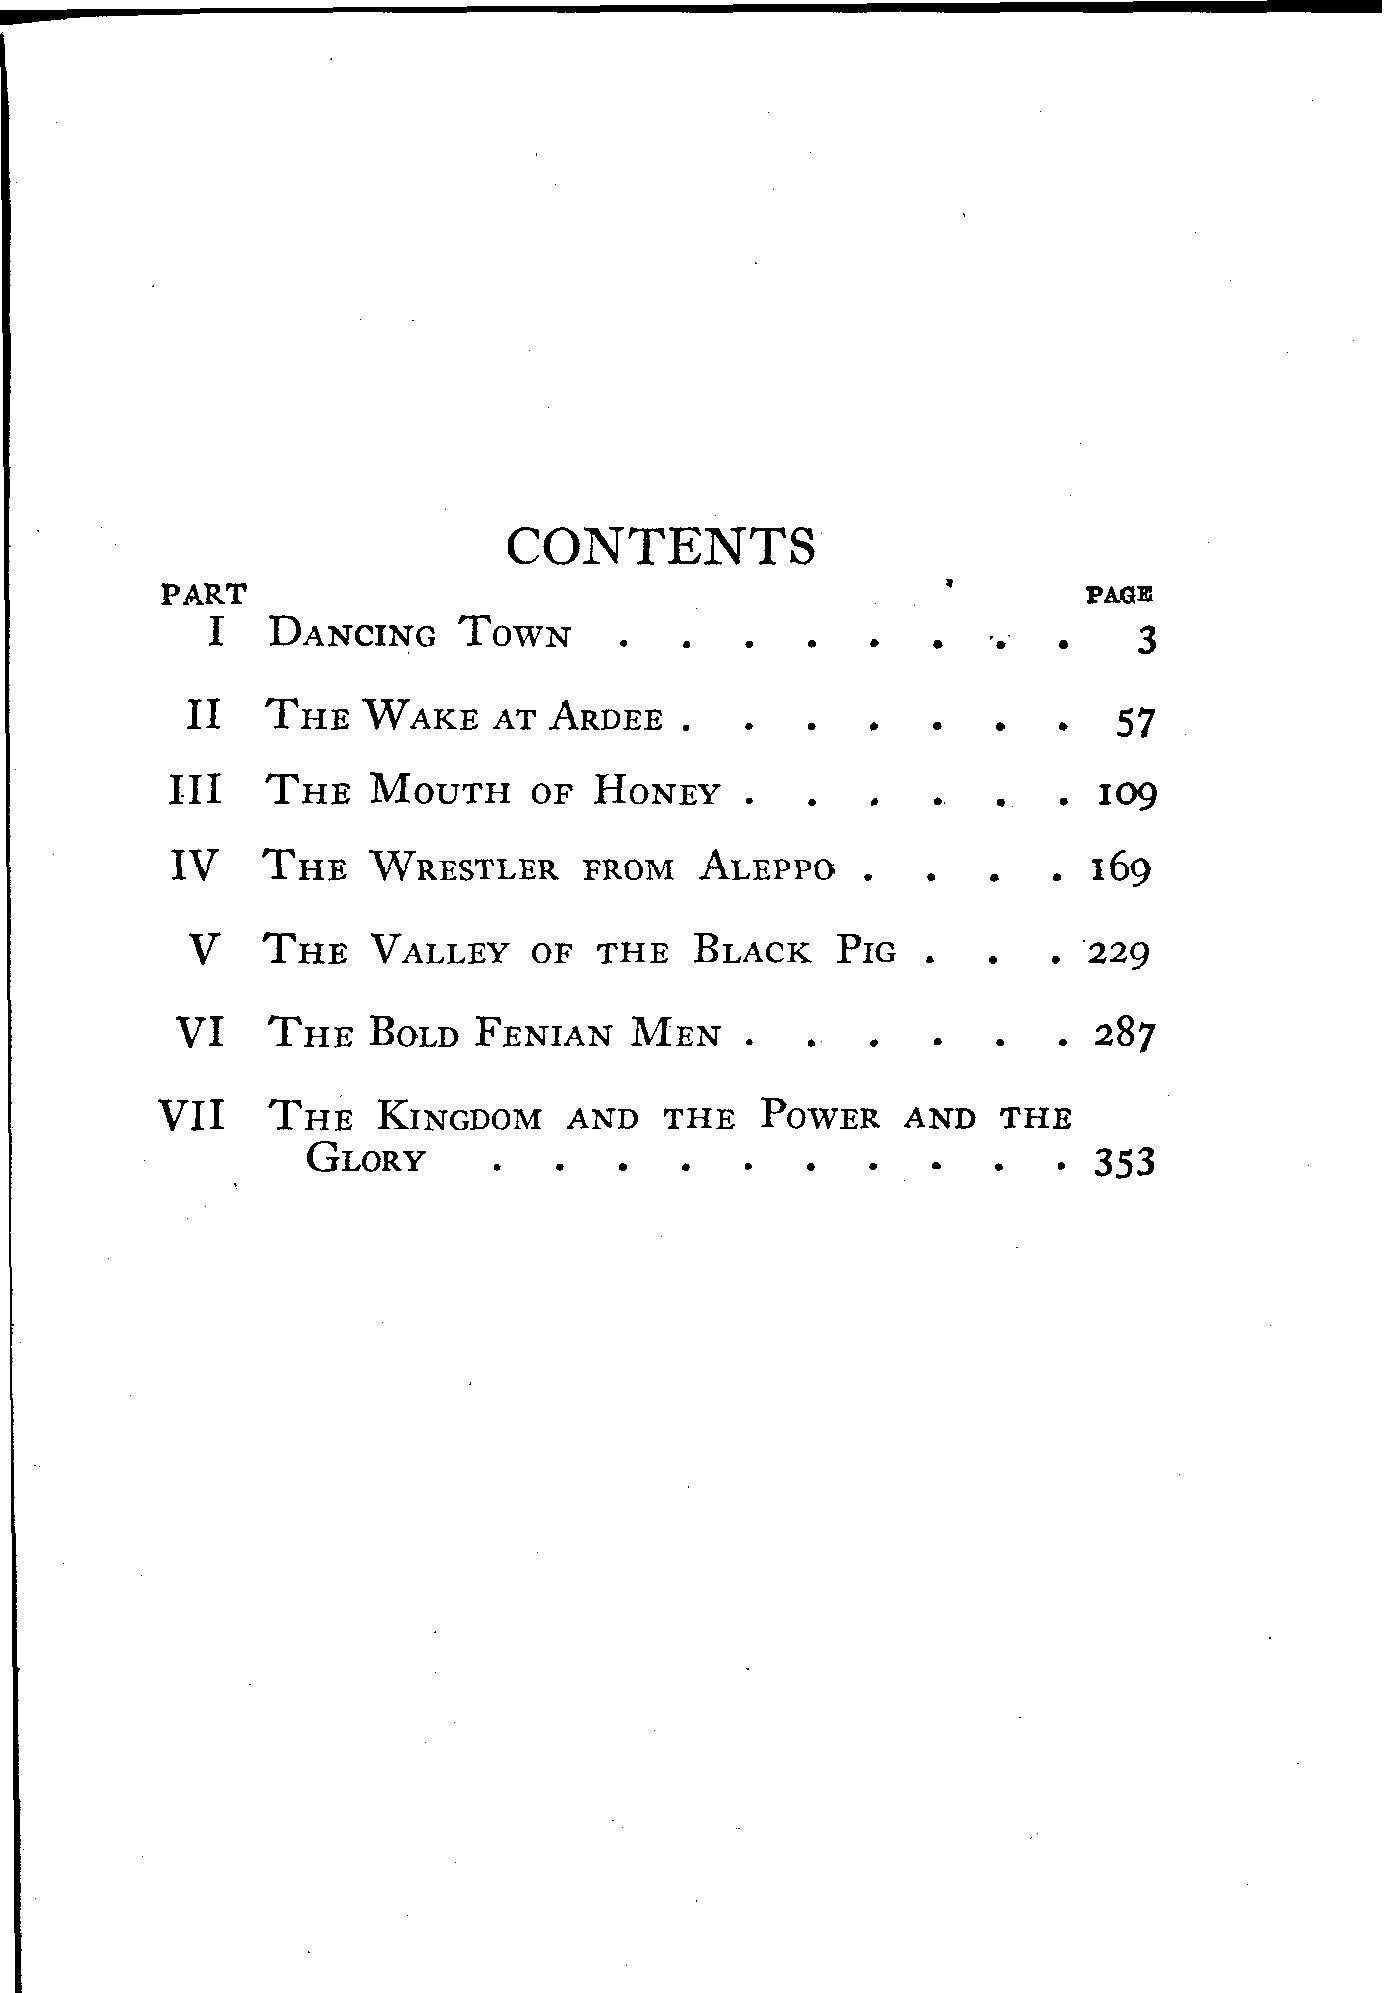 CONTENTS
PART PAGE
I DANCING TOWN . . . . . . . . 3
II THE WAKE AT ARDEE . . . . . . . 57
III THE MOUTH OF HONEY . . . . . . 109
IV THE WRESTLER FROM ALEPPO . . . . 169
V THE VALLEY OF THE BLACK PIG . . . 229
VI THE BOLD FENIAN MEN . . . . . . 287
VII THE KINGDOM AND THE POWER AND THE
GLORY . . . . . . . . . . 353